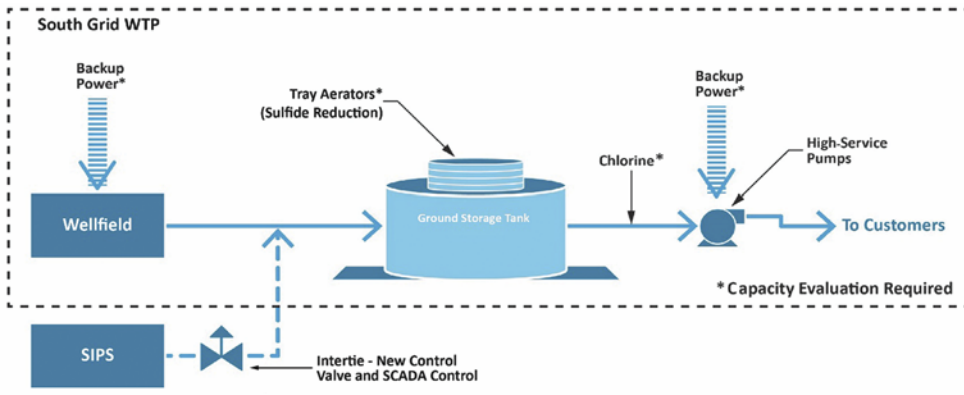 South Grid WTP
Backup
Power*
Tray Aerators*
(Sulfide Reduction)
Backup
Power*
High-Service
Pumps
Chlorine*
Wellfield
Ground Storage Tank
To Customers
* Capacity Evaluation Required
SIPS
Intertie - New Control
Valve and SCADA Control